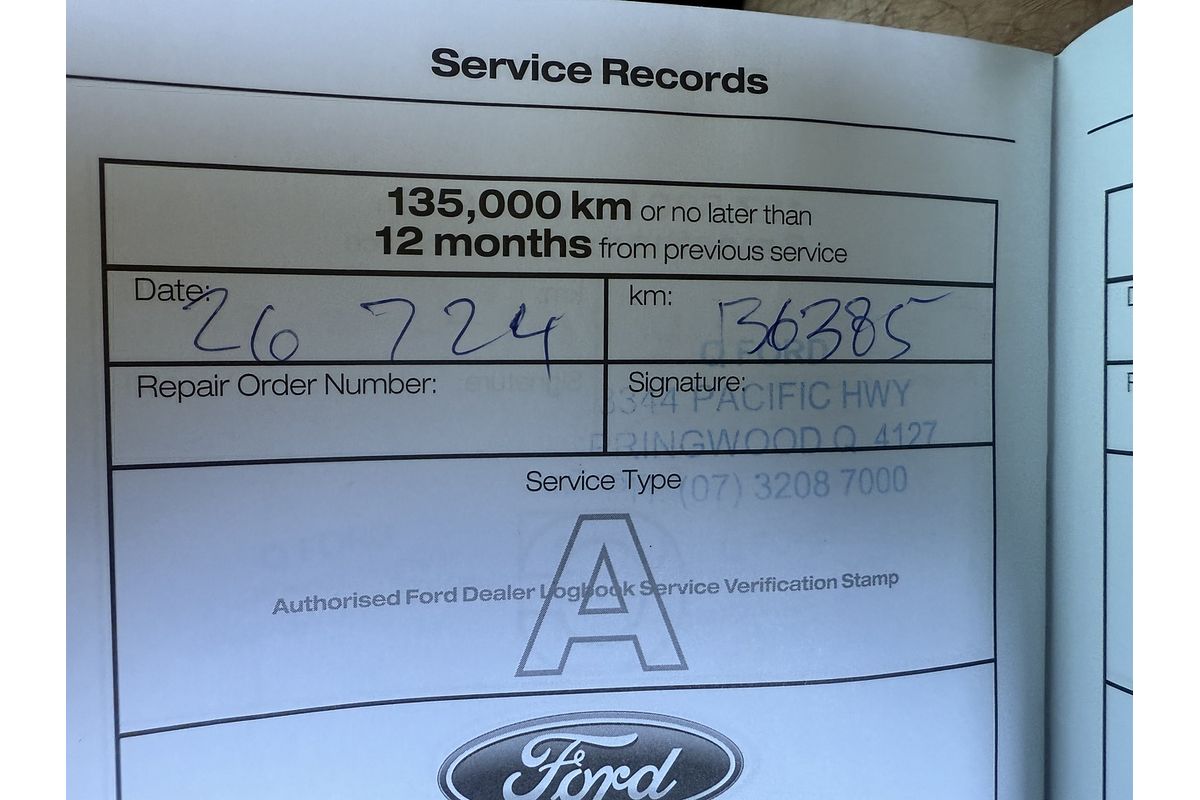 Service Records
135,000 km or no later than
12 months from previous service
Date: 26 7 24
km: 136385
Repair Order Number:
Signature:
Q FORD
3344 PACIFIC HWY
SPRINGWOOD Q 4127
(07) 3208 7000
Service Type
A
Authorised Ford Dealer Logbook Service Verification Stamp
Ford